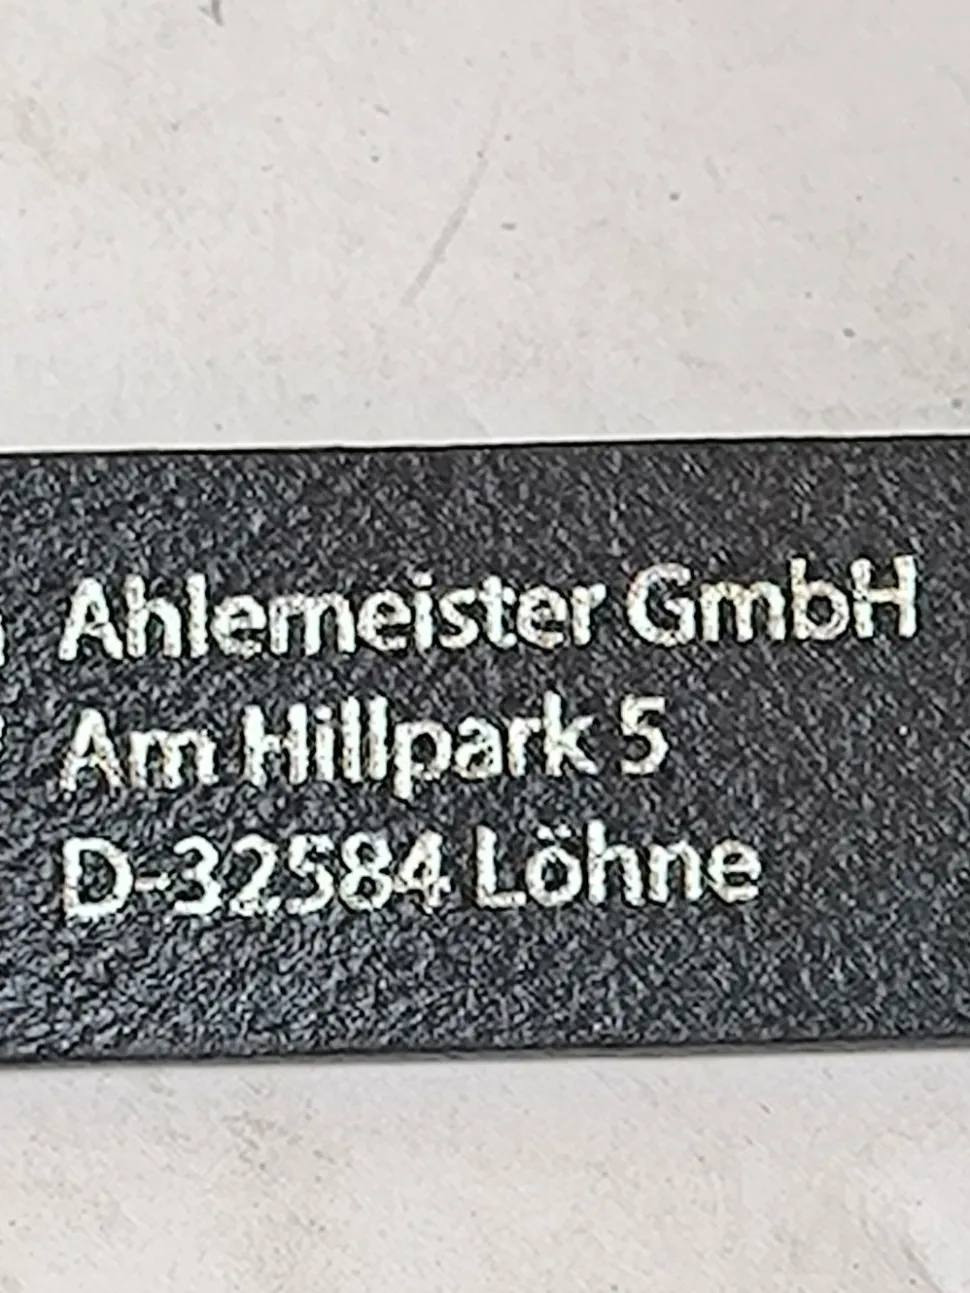 Ahlemeister GmbH
Am Hillpark 5
D-32584 Löhne